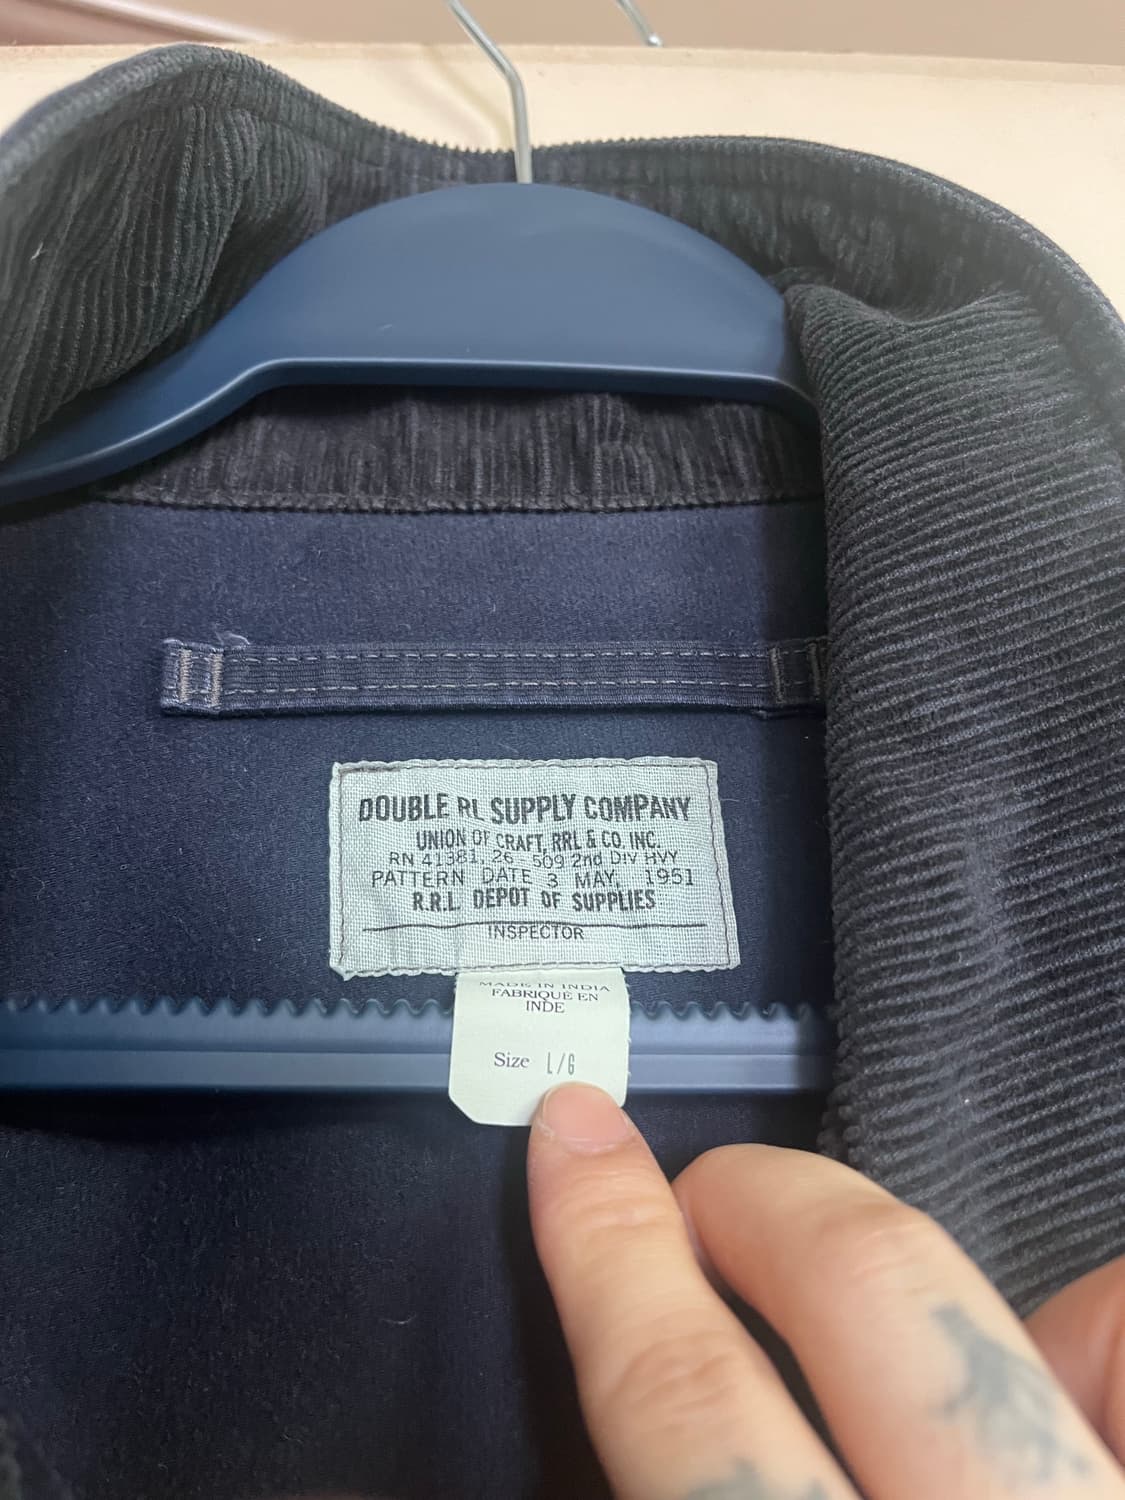 DOUBLE RL SUPPLY COMPANY
UNION OF CRAFT, RRL & CO. INC.
RN 41381, 26 509 2nd DIV HVY
PATTERN DATE 3 MAY, 1951
R.R.L. DEPOT OF SUPPLIES
INSPECTOR
MADE IN INDIA
FABRIQUÉ EN
INDE
Size L/G